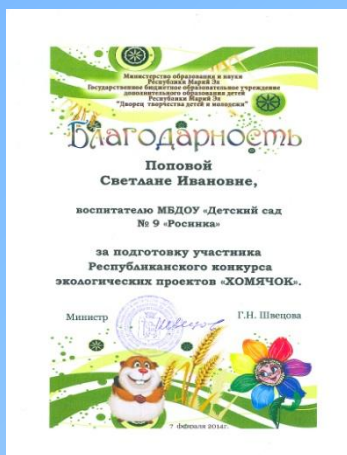 Министерство образования и науки
Республики Марий Эл
Государственное бюджетное образовательное учреждение
дополнительного образования детей
Республики Марий Эл
"Дворец творчества детей и молодежи"
Благодарность
Поповой
Светлане Ивановне,
воспитателю МБДОУ «Детский сад
№ 9 «Росинка»
за подготовку участника
Республиканского конкурса
экологических проектов «ХОМЯЧОК».
Министр
Г.Н. Швецова
7 февраля 2014г.